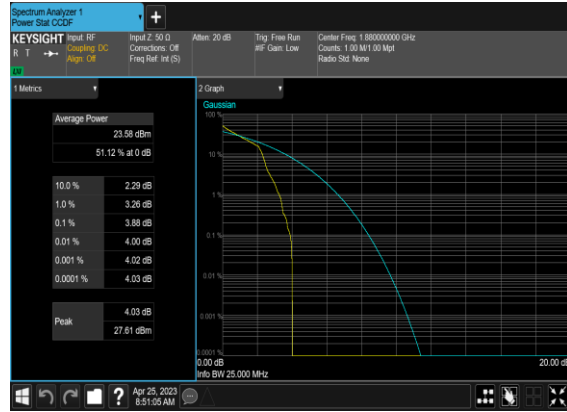 Spectrum Analyzer 1
Power Stat CCDF
KEYSIGHT
R T
Input: RF
Coupling: DC
Align: Off
Input Z: 50 Ω
Corrections: Off
Freq Ref: Int (S)
Atten: 20 dB
Trig: Free Run
#IF Gain: Low
Center Freq: 1.880000000 GHz
Counts: 1.00 M/1.00 Mpt
Radio Std: None
1 Metrics
Average Power
23.58 dBm
51.12 % at 0 dB
10.0 % 2.29 dB
1.0 % 3.26 dB
0.1 % 3.88 dB
0.01 % 4.00 dB
0.001 % 4.02 dB
0.0001 % 4.03 dB
Peak 4.03 dB
27.61 dBm
2 Graph
Gaussian
100 %
10 %
1 %
0.1 %
0.01 %
0.001 %
0.0001 %
0.00 dB 20.00 dB
Info BW 25.000 MHz
Apr 25, 2023
8:51:05 AM